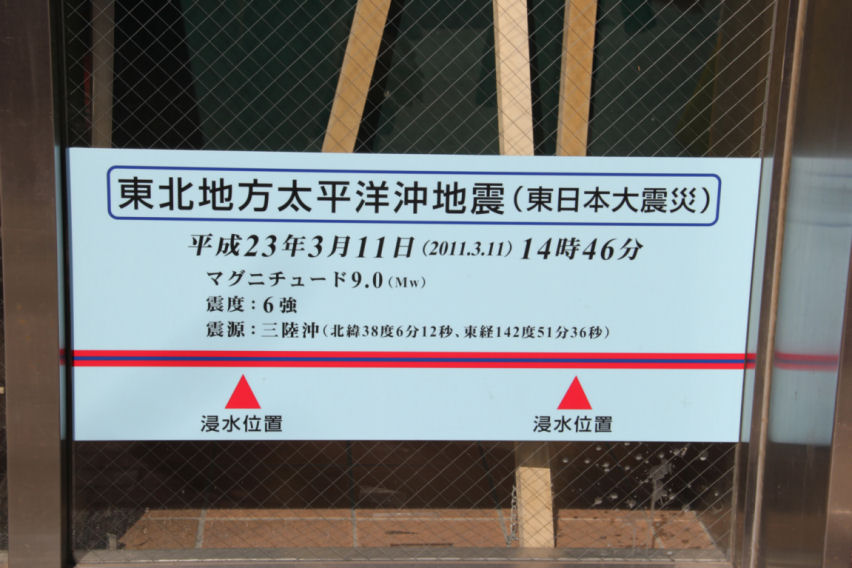 東北地方太平洋沖地震(東日本大震災)
平成23年3月11日(2011.3.11) 14時46分
マグニチュード9.0(Mw)
震度:6強
震源:三陸沖(北緯38度6分12秒、東経142度51分36秒)
浸水位置 浸水位置